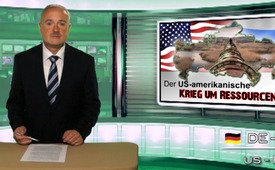 Der US-amerikanische
KRIEG UM RESSOURCEN
DE-
US-